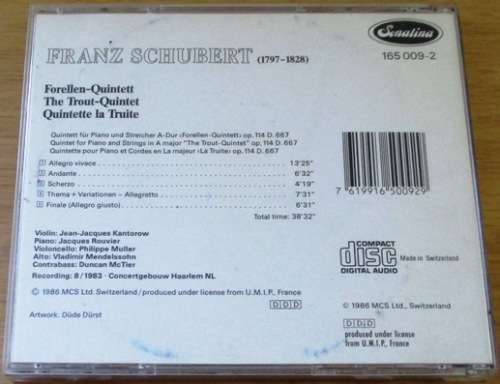 FRANZ SCHUBERT (1797-1828)
Sonatina
165 009-2
Forellen-Quintett
The Trout-Quintet
Quintette la Truite
Quintett für Piano und Streicher A-Dur ‹Forellen-Quintett› op. 114 D. 667
Quintet for Piano and Strings in A major "The Trout-Quintet" op. 114 D. 667
Quintette pour Piano et Cordes en La majeur ‹La Truite› op. 114 D. 667
1 Allegro vivace 13'25"
2 Andante 6'32"
3 Scherzo 4'19"
4 Thema + Variationen – Allegretto 7'31"
5 Finale (Allegro giusto) 6'31"
Total time: 38'32"
Violin: Jean-Jacques Kantorow
Piano: Jacques Rouvier
Violoncello: Philippe Muller
Alto: Vladimir Mendelssohn
Contrabass: Duncan McTier
Recording: 8/1983 · Concertgebouw Haarlem NL
© 1986 MCS Ltd. Switzerland/produced under license from U.M.I.P., France
DDD
Artwork: Düde Dürst
7 619916 500929
COMPACT
disc
DIGITAL AUDIO
Made in Switzerland
© 1986 MCS Ltd., Switzerland
DDD
produced under license
from U.M.I.P., France